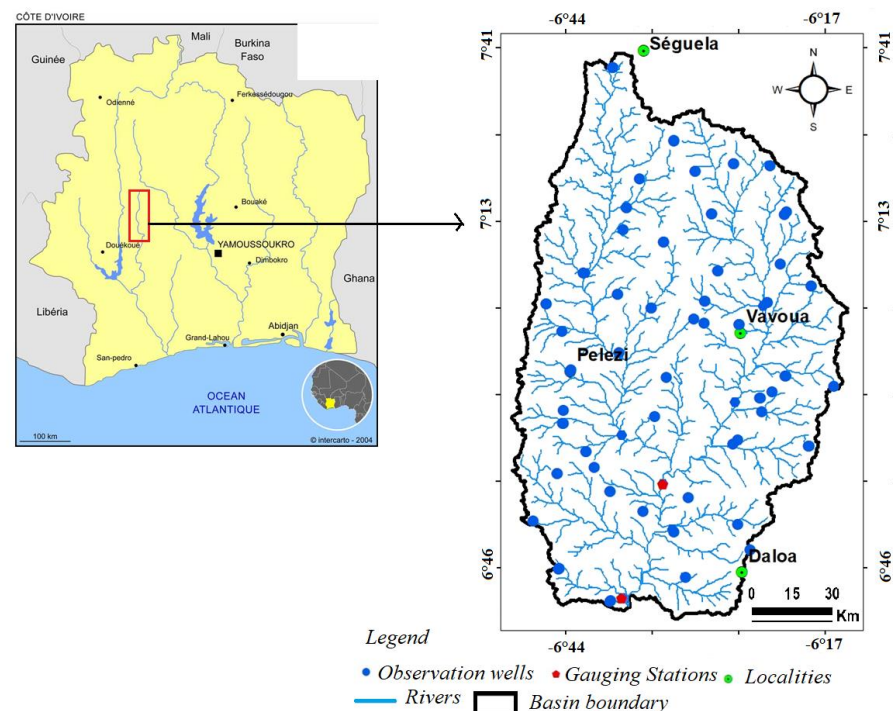 CÔTE D'IVOIRE
Mali
Burkina
Faso
Guinée
Odienné
Ferkessédougou
Bouaké
Douékoué
YAMOUSSOUKRO
Dimbokro
Ghana
Libéria
Grand-Lahou
Abidjan
San-pedro
OCEAN
ATLANTIQUE
100 km
© intercarto - 2004
-6°44
-6°17
7°41
7°41
Séguela
N
W
E
S
7°13
7°13
Vavoua
Pelezi
Daloa
6°46
6°46
0 15 30
Km
-6°44
-6°17
Legend
Observation wells
Gauging Stations
Localities
Rivers
Basin boundary